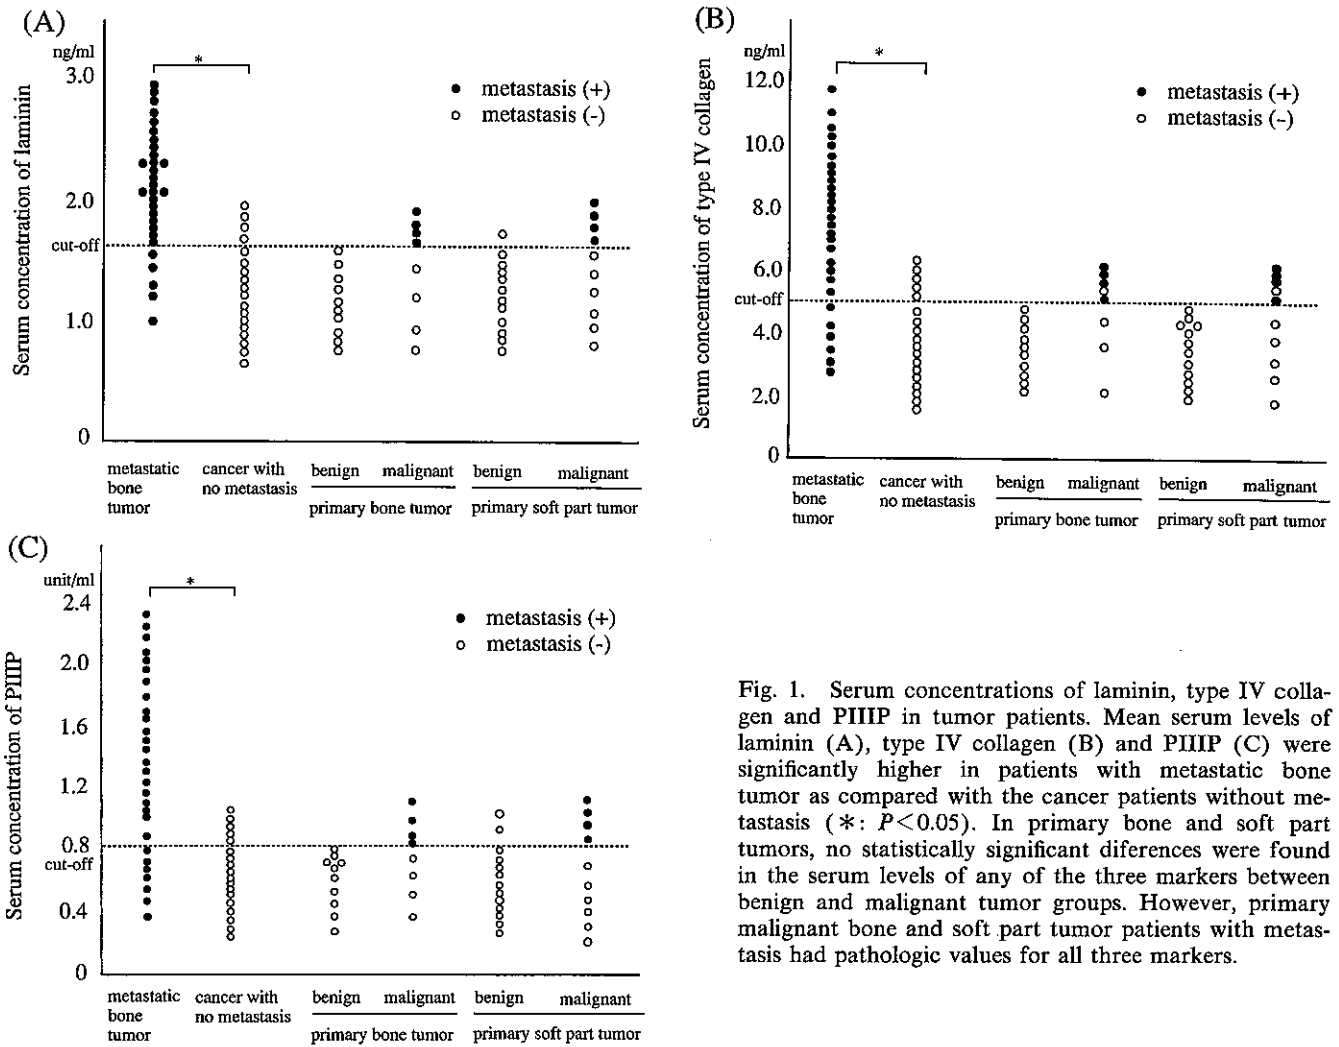 (A)
ng/ml
3.0
2.0
cut-off
1.0
0
Serum concentration of laminin
*
metastasis (+)
metastasis (-)
metastatic
bone
tumor
cancer with
no metastasis
benign
malignant
primary bone tumor
benign
malignant
primary soft part tumor
(B)
ng/ml
12.0
10.0
8.0
6.0
cut-off
4.0
2.0
0
Serum concentration of type IV collagen
*
metastasis (+)
metastasis (-)
metastatic
bone
tumor
cancer with
no metastasis
benign
malignant
primary bone tumor
benign
malignant
primary soft part tumor
(C)
unit/ml
2.4
2.0
1.6
1.2
0.8
cut-off
0.4
0
Serum concentration of PIIIP
*
metastasis (+)
metastasis (-)
metastatic
bone
tumor
cancer with
no metastasis
benign
malignant
primary bone tumor
benign
malignant
primary soft part tumor
Fig. 1. Serum concentrations of laminin, type IV colla-
gen and PIIIP in tumor patients. Mean serum levels of
laminin (A), type IV collagen (B) and PIIIP (C) were
significantly higher in patients with metastatic bone
tumor as compared with the cancer patients without me-
tastasis (*: P<0.05). In primary bone and soft part
tumors, no statistically significant diferences were found
in the serum levels of any of the three markers between
benign and malignant tumor groups. However, primary
malignant bone and soft part tumor patients with metas-
tasis had pathologic values for all three markers.